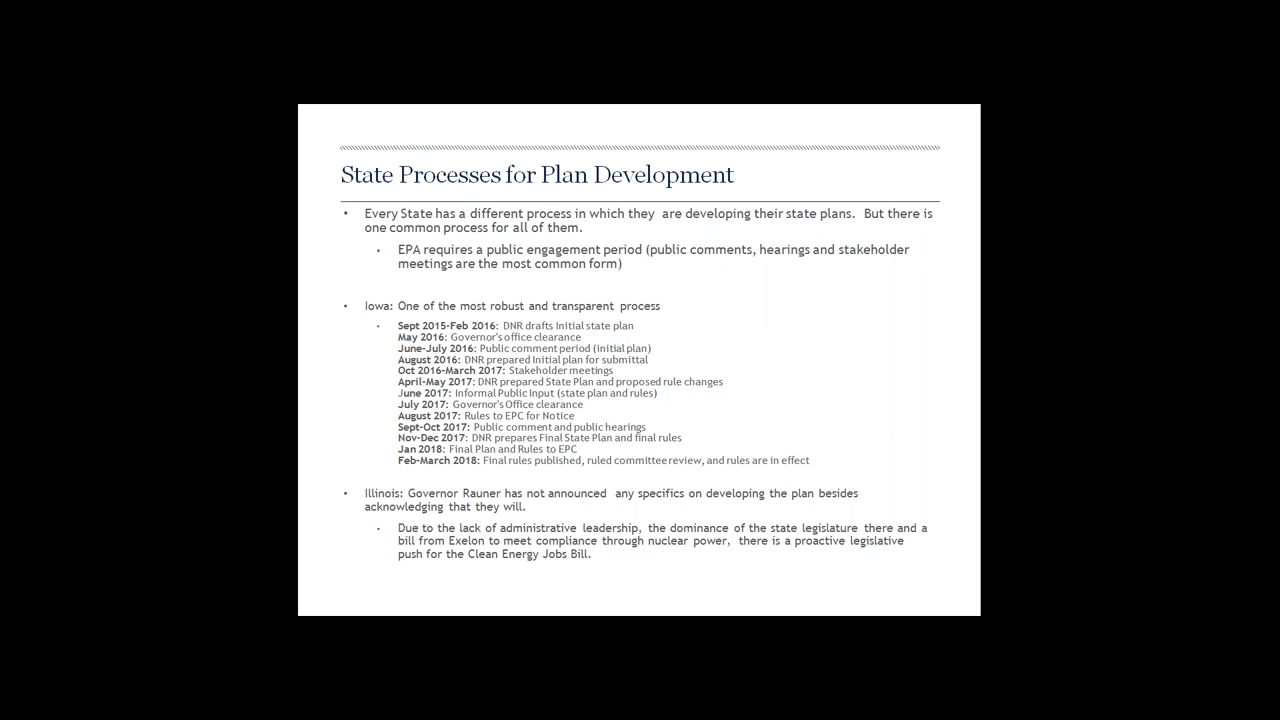 State Processes for Plan Development
• Every State has a different process in which they are developing their state plans. But there is
one common process for all of them.
• EPA requires a public engagement period (public comments, hearings and stakeholder
meetings are the most common form)
• Iowa: One of the most robust and transparent process
• Sept 2015-Feb 2016: DNR drafts Initial state plan
May 2016: Governor's office clearance
June-July 2016: Public comment period (initial plan)
August 2016: DNR prepared Initial plan for submittal
Oct 2016-March 2017: Stakeholder meetings
April-May 2017: DNR prepared State Plan and proposed rule changes
June 2017: Informal Public Input (state plan and rules)
July 2017: Governor's Office clearance
August 2017: Rules to EPC for Notice
Sept-Oct 2017: Public comment and public hearings
Nov-Dec 2017: DNR prepares Final State Plan and final rules
Jan 2018: Final Plan and Rules to EPC
Feb-March 2018: Final rules published, ruled committee review, and rules are in effect
• Illinois: Governor Rauner has not announced any specifics on developing the plan besides
acknowledging that they will.
• Due to the lack of administrative leadership, the dominance of the state legislature there and a
bill from Exelon to meet compliance through nuclear power, there is a proactive legislative
push for the Clean Energy Jobs Bill.